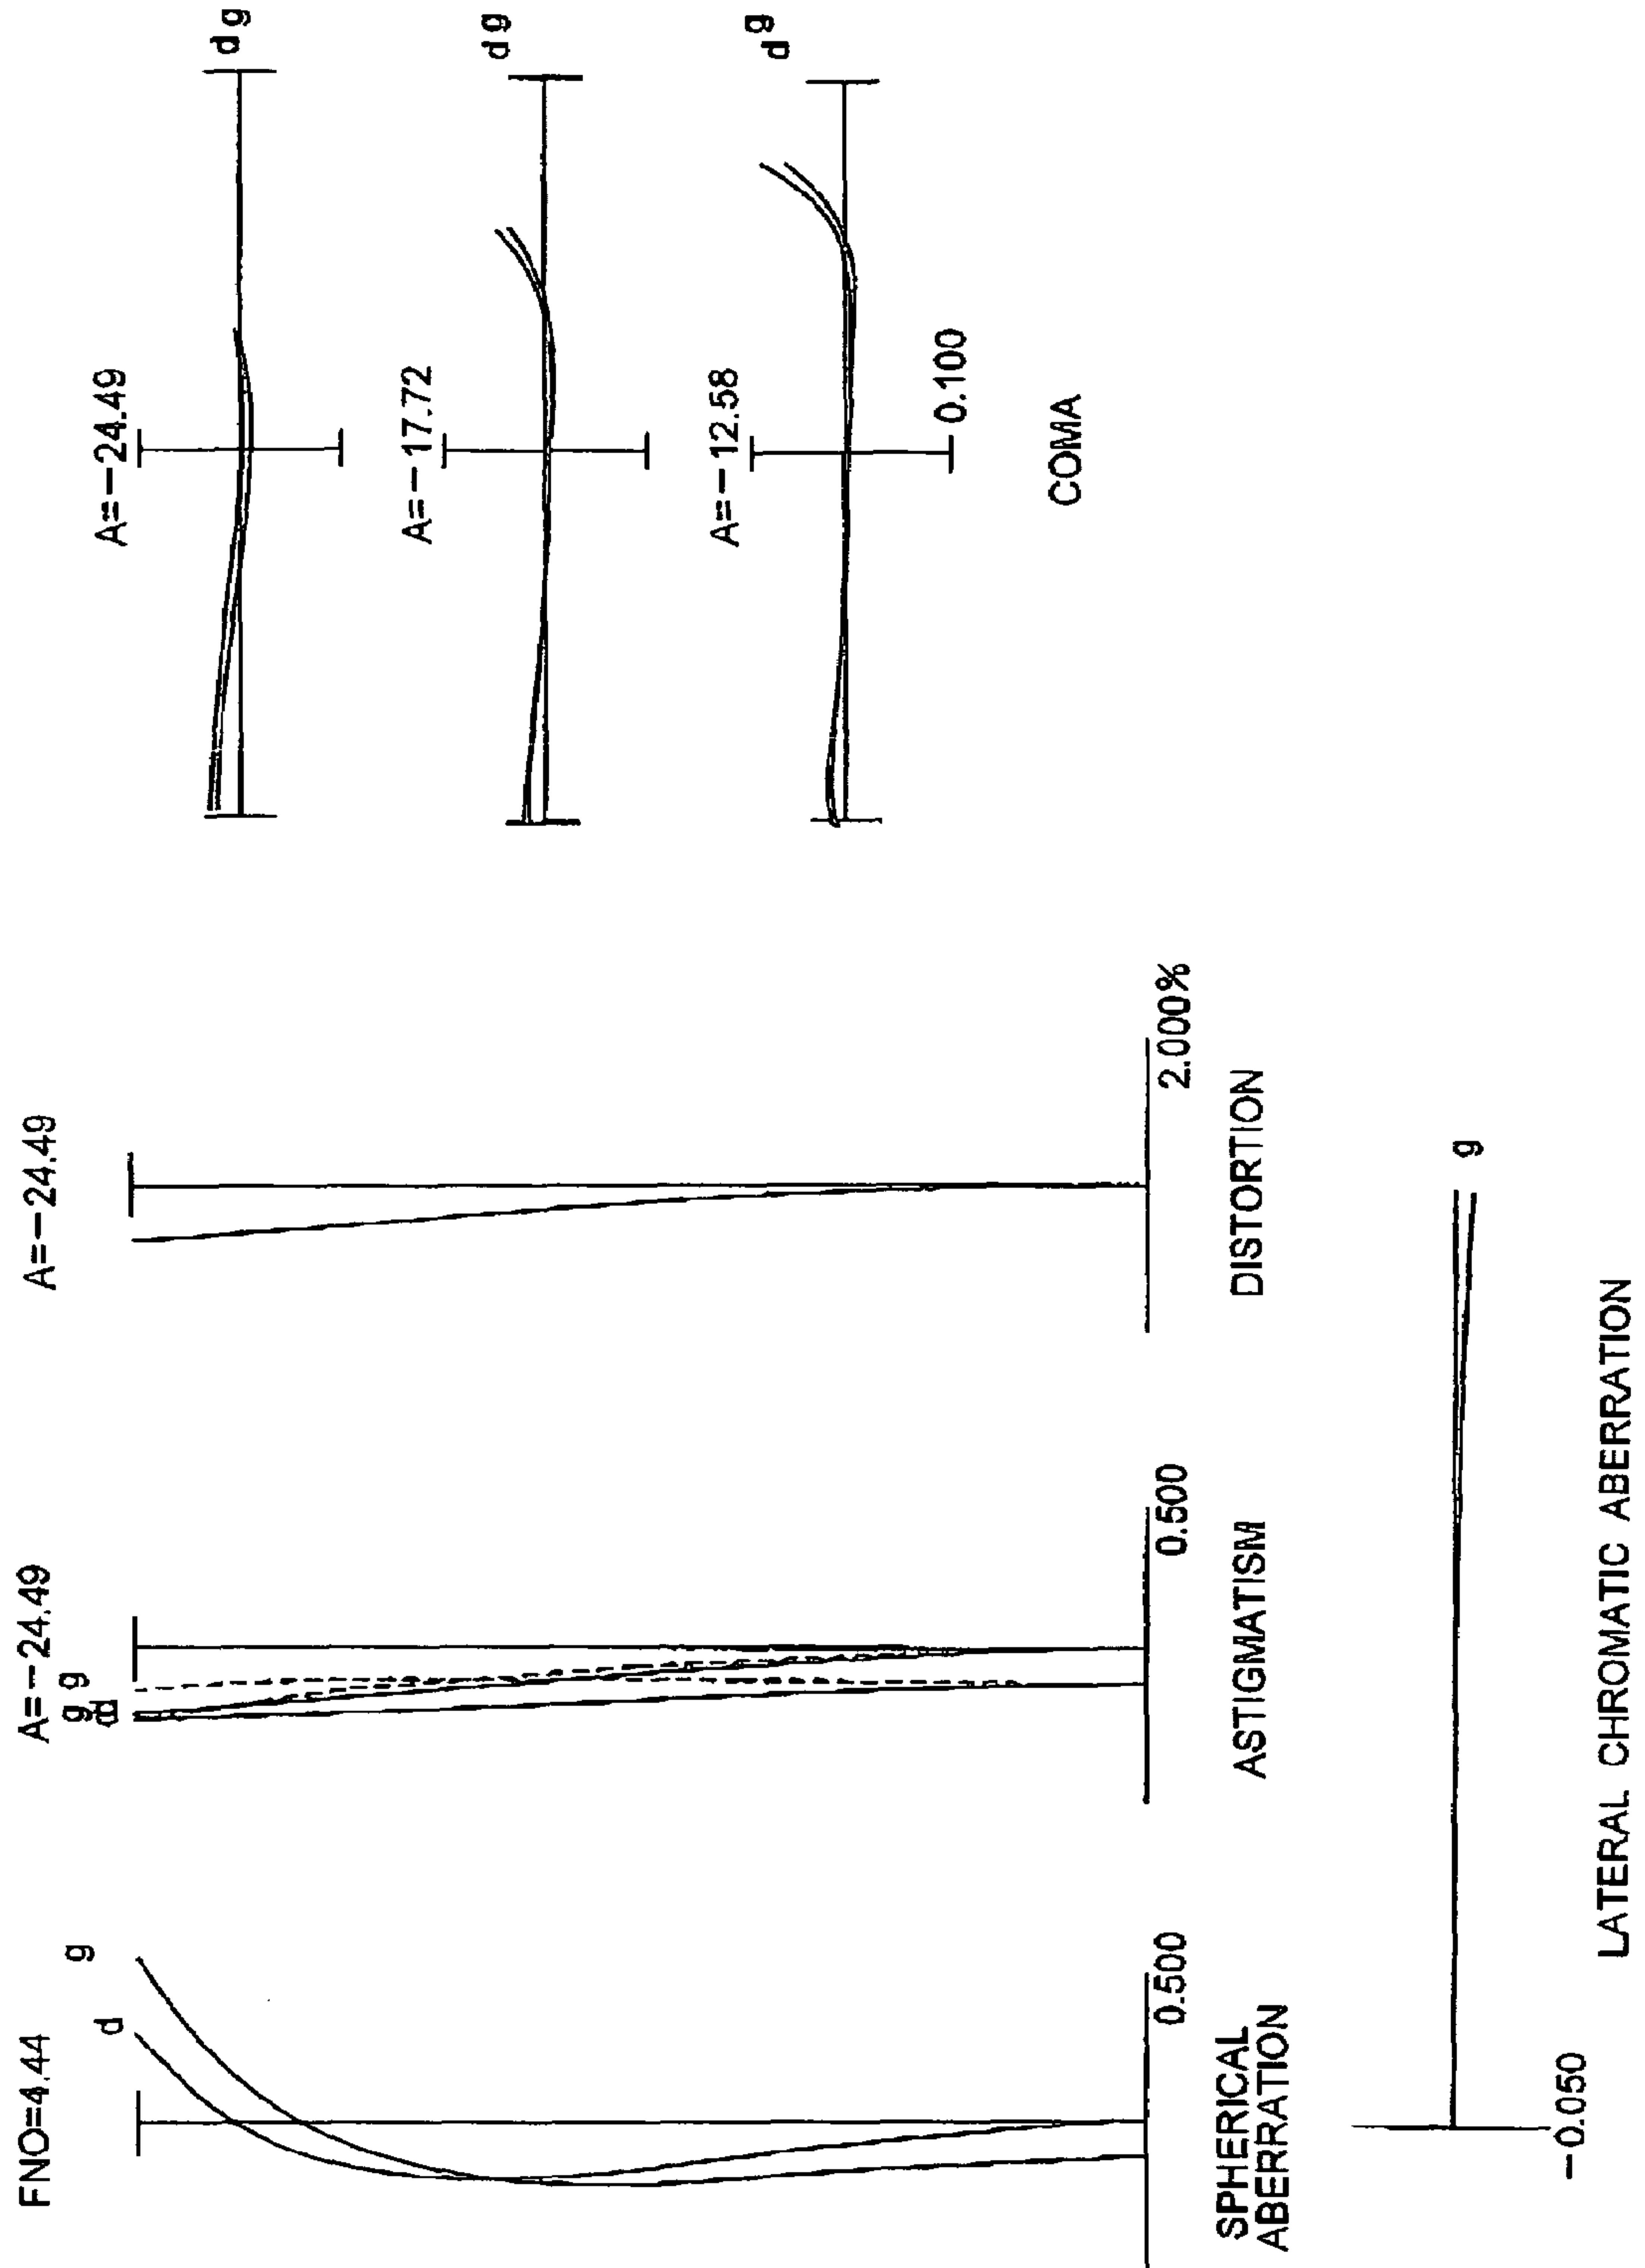 FNO=4.44
d
g
0.500
SPHERICAL
ABERRATION
A=−24.49
g
d
g
0.500
ASTIGMATISM
A=−24.49
2.000%
DISTORTION
A=−24.49
d g
A=−17.72
d g
A=−12.58
d g
0.100
COMA
−0.050
g
LATERAL CHROMATIC ABERRATION